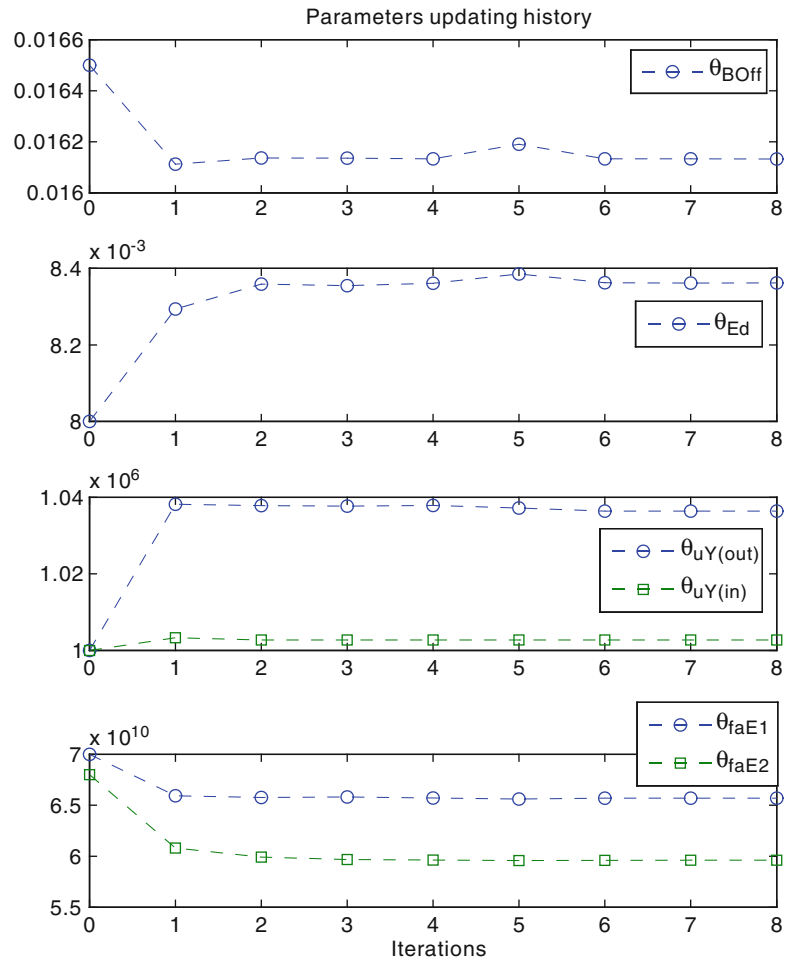 Parameters updating history
0.0166
0.0164
0.0162
0.016
θBOff
0 1 2 3 4 5 6 7 8
x 10-3
8.4
8.2
8
θEd
0 1 2 3 4 5 6 7 8
x 106
1.04
1.02
1
θuY(out)
θuY(in)
0 1 2 3 4 5 6 7 8
x 1010
7
6.5
6
5.5
θfaE1
θfaE2
0 1 2 3 4 5 6 7 8
Iterations